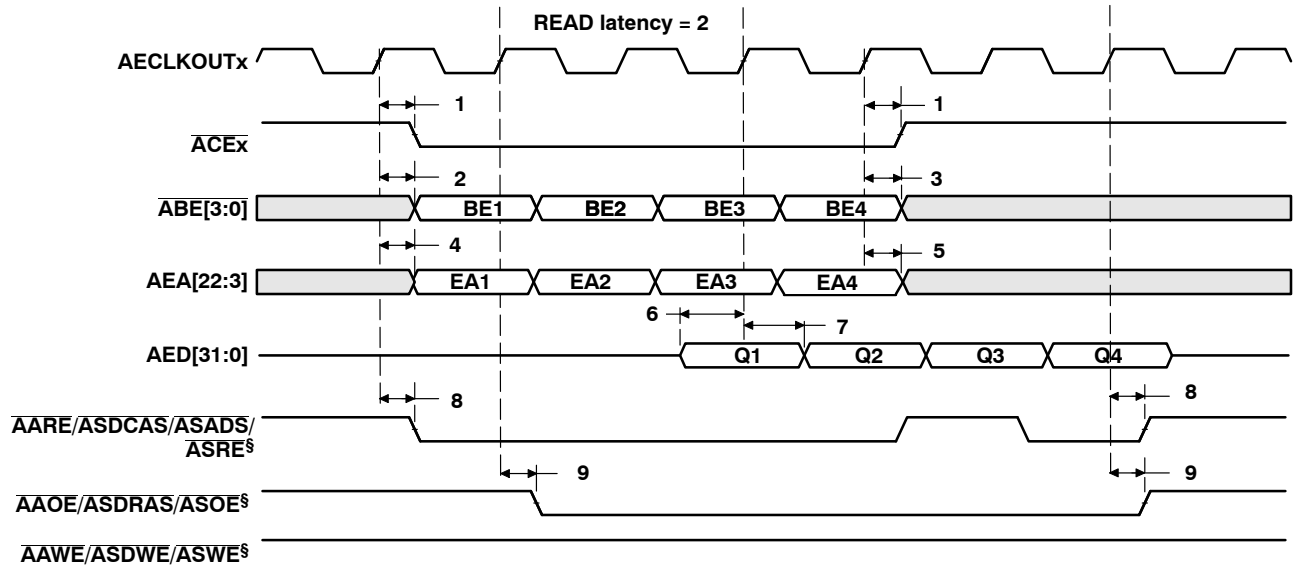 READ latency = 2
AECLKOUTx
1 1
ACEx
2 3
ABE[3:0] BE1 BE2 BE3 BE4
4 5
AEA[22:3] EA1 EA2 EA3 EA4
6 7
AED[31:0] Q1 Q2 Q3 Q4
8 8
AARE/ASDCAS/ASADS/
ASRE§
9 9
AAOE/ASDRAS/ASOE§
AAWE/ASDWE/ASWE§